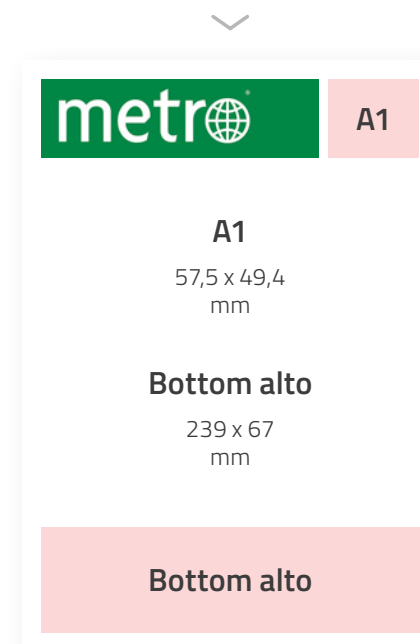 metro
A1
A1
57,5 x 49,4
mm
Bottom alto
239 x 67
mm
Bottom alto